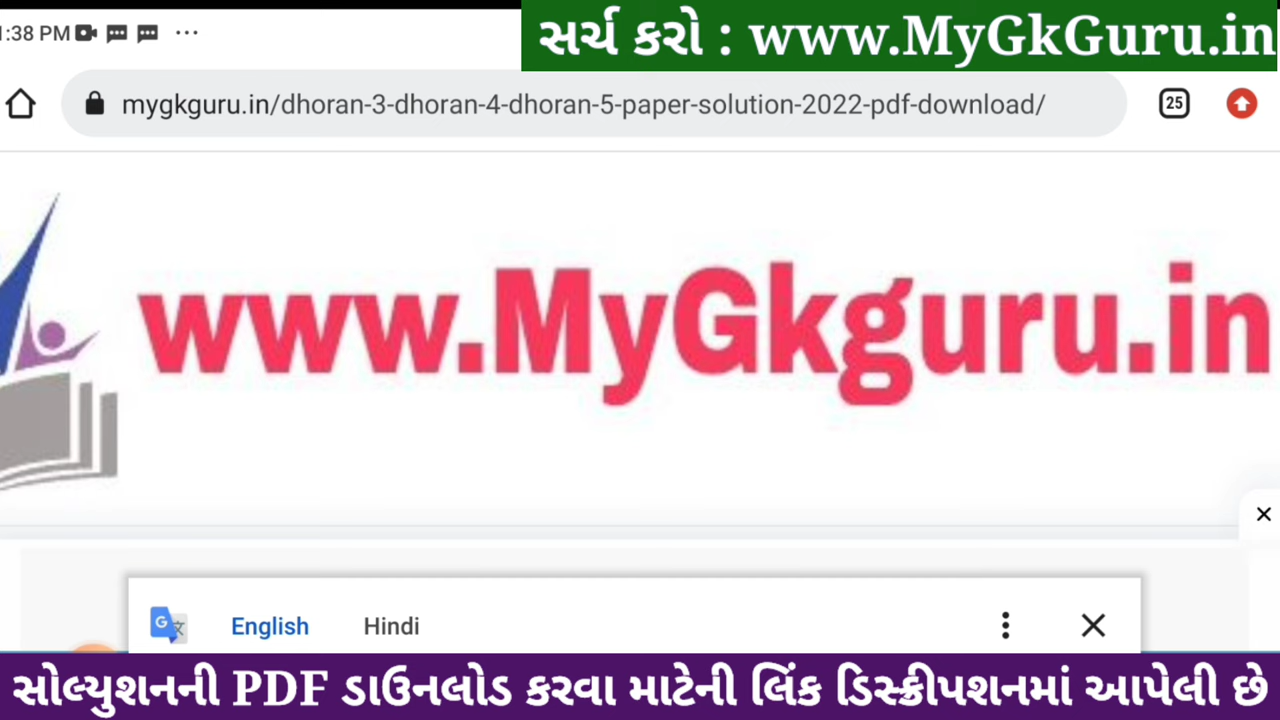 1:38 PM
સર્ચ કરો : www.MyGkGuru.in
mygkguru.in/dhoran-3-dhoran-4-dhoran-5-paper-solution-2022-pdf-download/
25
www.MyGkguru.in
English Hindi
સોલ્યુશનની PDF ડાઉનલોડ કરવા માટેની લિંક ડિસ્ક્રીપશનમાં આપેલી છે